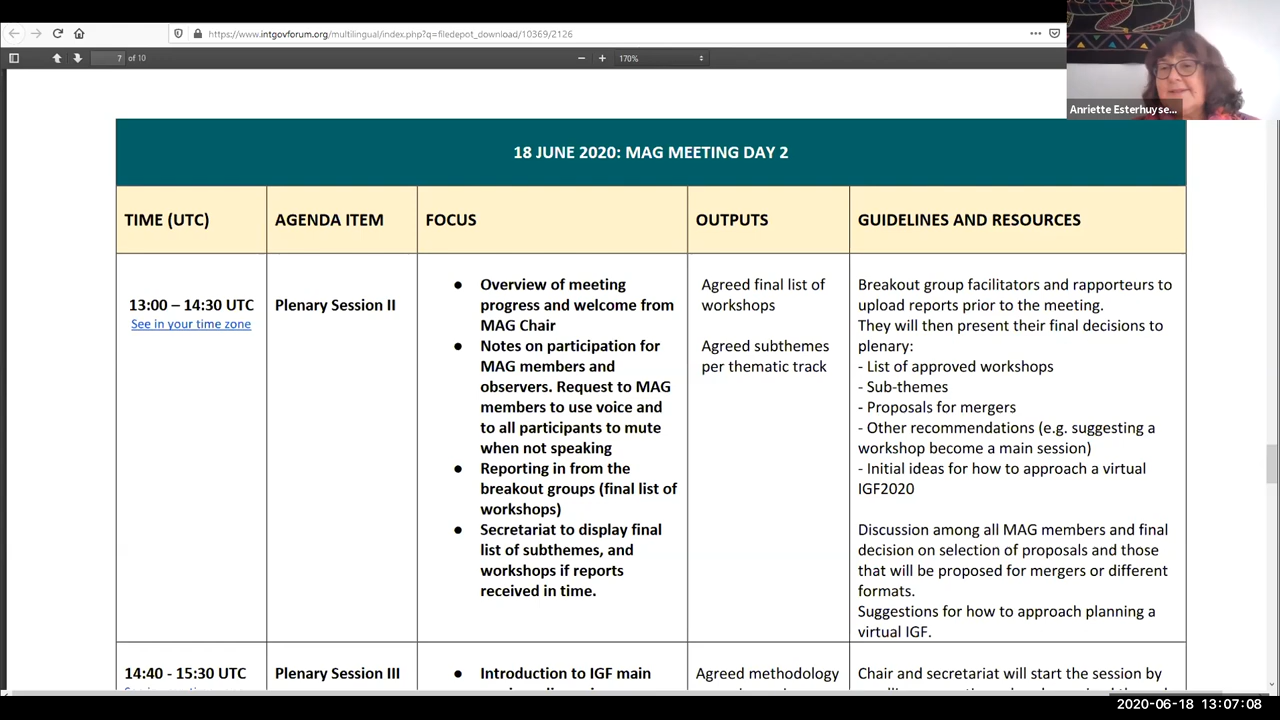 https://www.intgovforum.org/multilingual/index.php?q=filedepot_download/10369/2126
7 of 10
170%
Anriette Esterhuyse...
18 JUNE 2020: MAG MEETING DAY 2
TIME (UTC)
AGENDA ITEM
FOCUS
OUTPUTS
GUIDELINES AND RESOURCES
13:00 – 14:30 UTC
See in your time zone
Plenary Session II
● Overview of meeting
progress and welcome from
MAG Chair
● Notes on participation for
MAG members and
observers. Request to MAG
members to use voice and
to all participants to mute
when not speaking
● Reporting in from the
breakout groups (final list of
workshops)
● Secretariat to display final
list of subthemes, and
workshops if reports
received in time.
Agreed final list of
workshops
Agreed subthemes
per thematic track
Breakout group facilitators and rapporteurs to
upload reports prior to the meeting.
They will then present their final decisions to
plenary:
- List of approved workshops
- Sub-themes
- Proposals for mergers
- Other recommendations (e.g. suggesting a
workshop become a main session)
- Initial ideas for how to approach a virtual
IGF2020
Discussion among all MAG members and final
decision on selection of proposals and those
that will be proposed for mergers or different
formats.
Suggestions for how to approach planning a
virtual IGF.
14:40 - 15:30 UTC
Plenary Session III
● Introduction to IGF main
Agreed methodology
Chair and secretariat will start the session by
2020-06-18 13:07:08